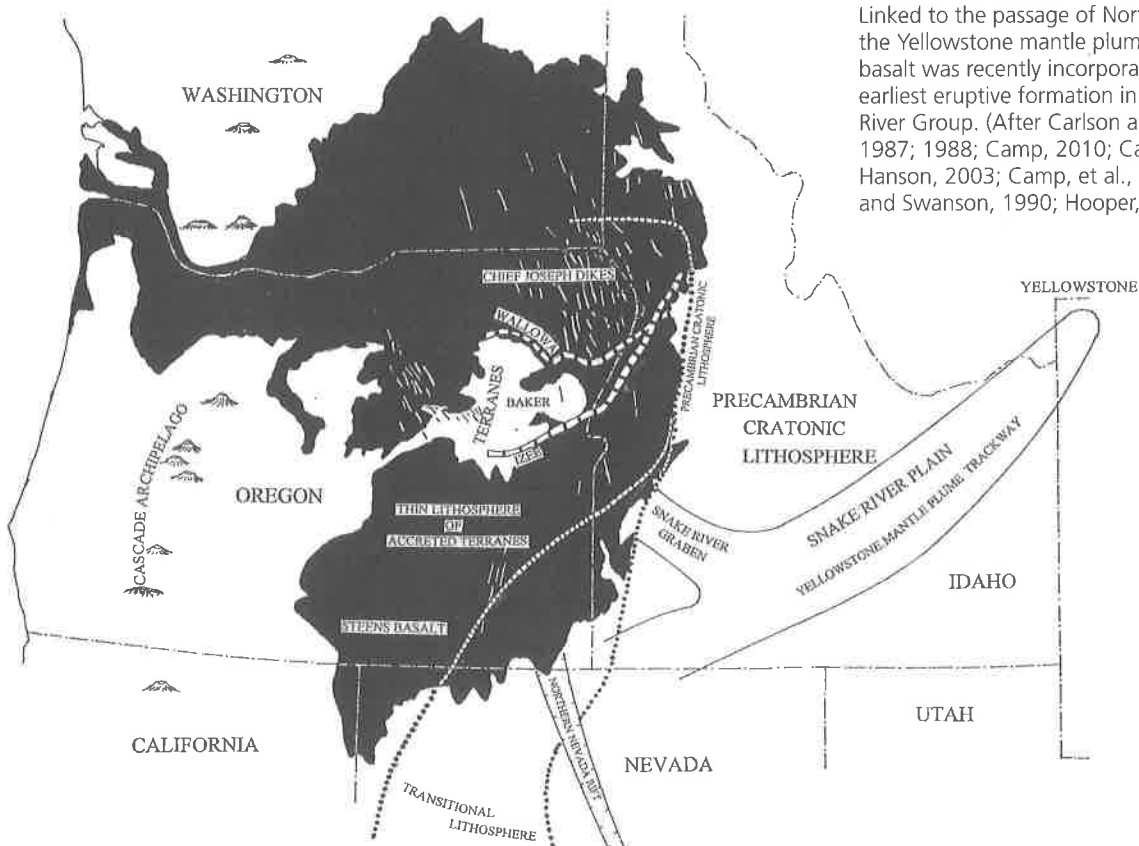 Linked to the passage of Nor
the Yellowstone mantle plum
basalt was recently incorpora
earliest eruptive formation in
River Group. (After Carlson a
1987; 1988; Camp, 2010; Ca
Hanson, 2003; Camp, et al.,
and Swanson, 1990; Hooper,
WASHINGTON
CHIEF JOSEPH DIKES
YELLOWSTONE
WALLOWA
PRECAMBRIAN CRATONIC
LITHOSPHERE
TERRANES
BAKER
IZEE
PRECAMBRIAN
CRATONIC
LITHOSPHERE
CASCADE ARCHIPELAGO
OREGON
THIN LITHOSPHERE
OF
ACCRETED TERRANES
SNAKE RIVER
GRABEN
SNAKE RIVER PLAIN
YELLOWSTONE MANTLE PLUME TRACKWAY
IDAHO
STEENS BASALT
NORTHERN NEVADA RIFT
CALIFORNIA
NEVADA
UTAH
TRANSITIONAL
LITHOSPHERE